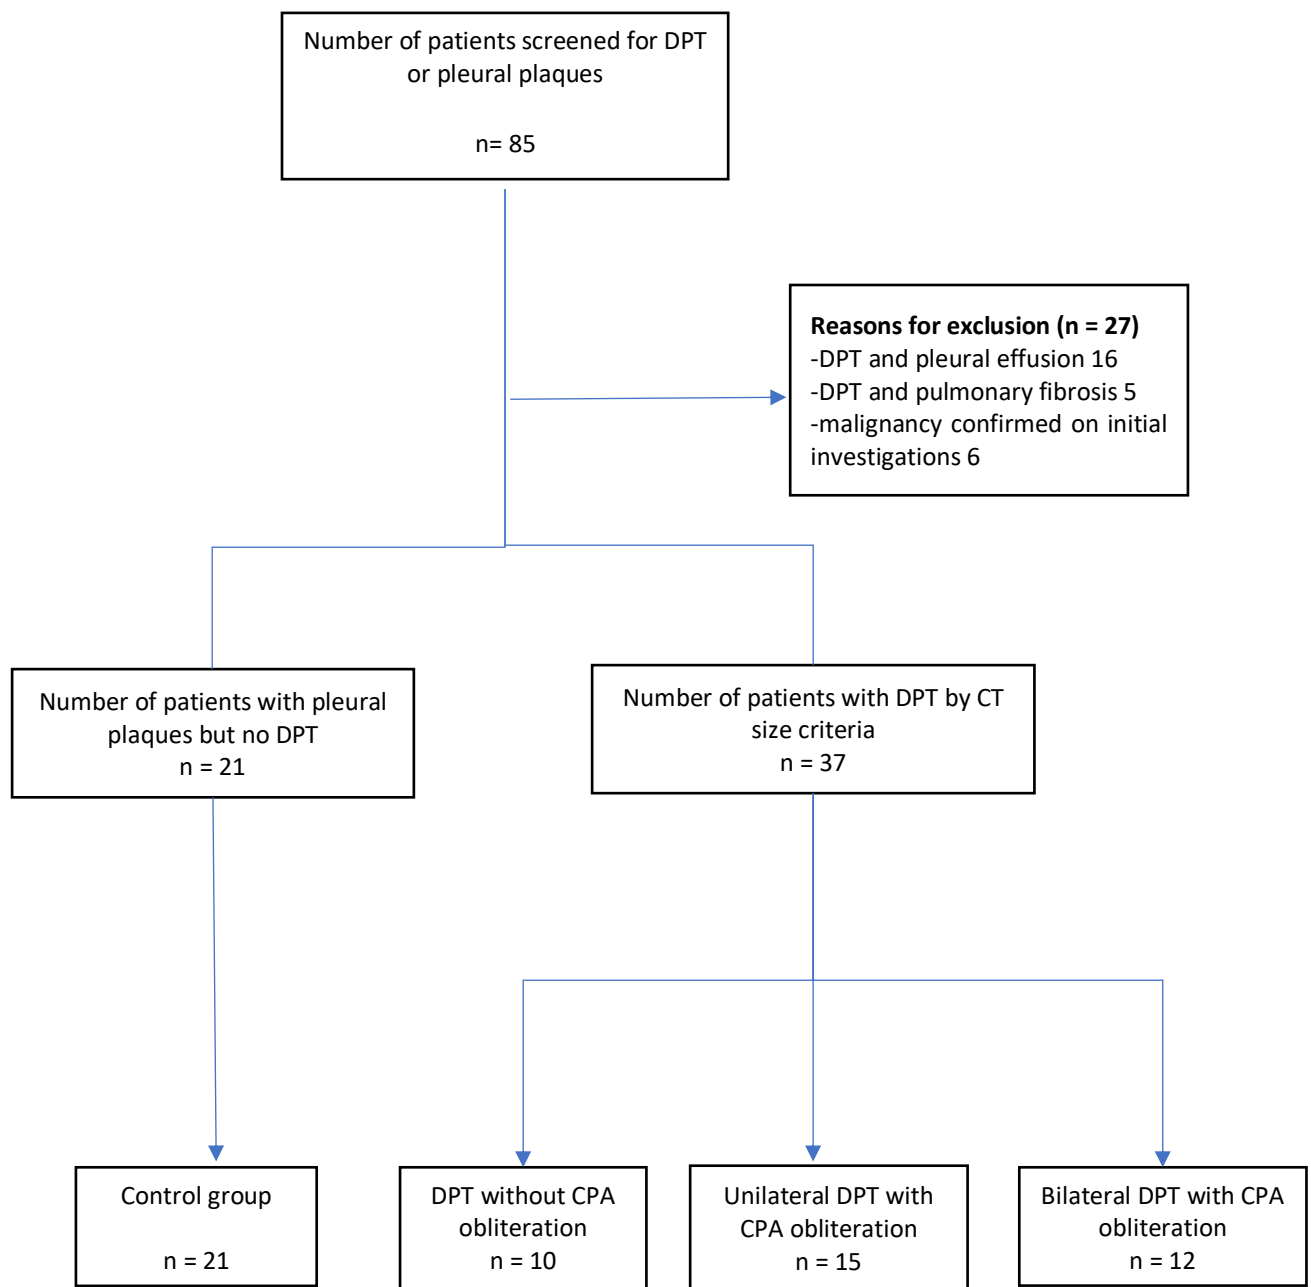 Number of patients screened for DPT
or pleural plaques
n= 85
Reasons for exclusion (n = 27)
-DPT and pleural effusion 16
-DPT and pulmonary fibrosis 5
-malignancy confirmed on initial
investigations 6
Number of patients with pleural
plaques but no DPT
n = 21
Number of patients with DPT by CT
size criteria
n = 37
Control group
n = 21
DPT without CPA
obliteration
n = 10
Unilateral DPT with
CPA obliteration
n = 15
Bilateral DPT with CPA
obliteration
n = 12